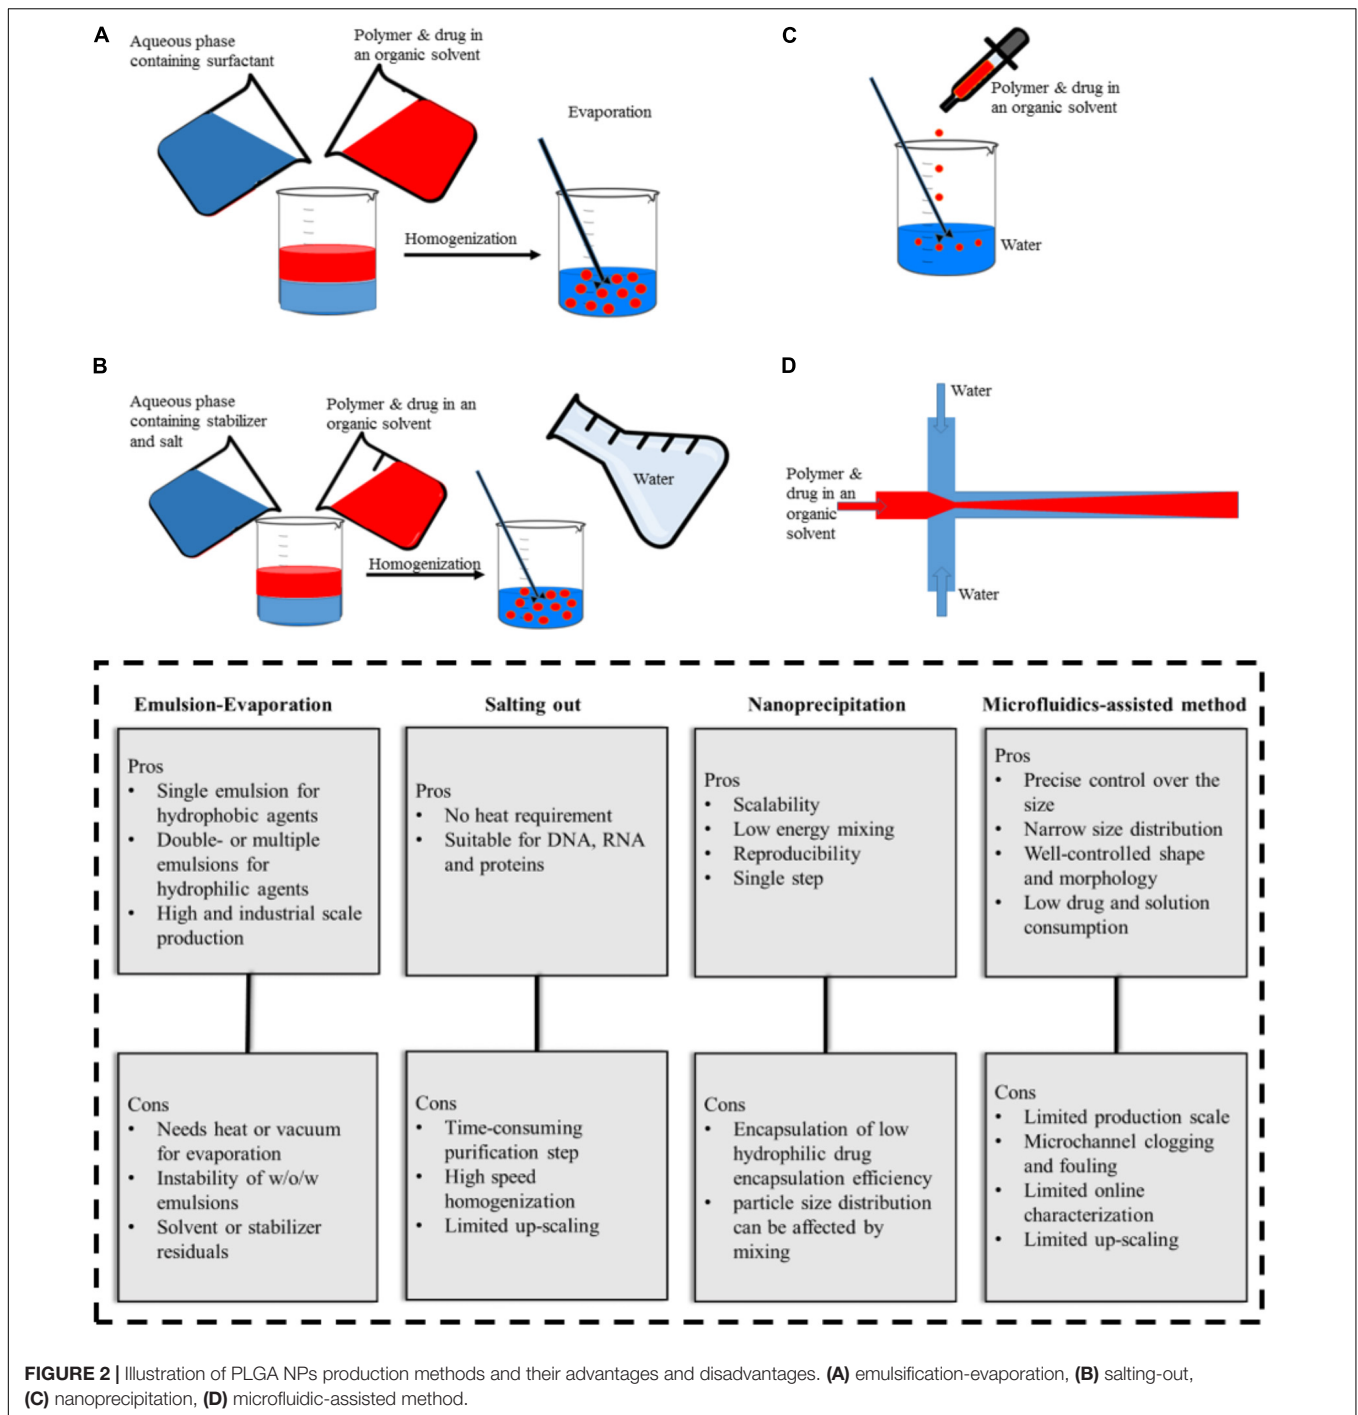 A
Aqueous phase
containing surfactant
Polymer & drug in
an organic solvent
Evaporation
Homogenization
C
Polymer & drug in
an organic solvent
Water
B
Aqueous phase
containing stabilizer
and salt
Polymer & drug in an
organic solvent
Water
Homogenization
D
Water
Polymer &
drug in an
organic
solvent
Water
Emulsion-Evaporation
Pros
• Single emulsion for
hydrophobic agents
• Double- or multiple
emulsions for
hydrophilic agents
• High and industrial scale
production
Cons
• Needs heat or vacuum
for evaporation
• Instability of w/o/w
emulsions
• Solvent or stabilizer
residuals
Salting out
Pros
• No heat requirement
• Suitable for DNA, RNA
and proteins
Cons
• Time-consuming
purification step
• High speed
homogenization
• Limited up-scaling
Nanoprecipitation
Pros
• Scalability
• Low energy mixing
• Reproducibility
• Single step
Cons
• Encapsulation of low
hydrophilic drug
encapsulation efficiency
• particle size distribution
can be affected by
mixing
Microfluidics-assisted method
Pros
• Precise control over the
size
• Narrow size distribution
• Well-controlled shape
and morphology
• Low drug and solution
consumption
Cons
• Limited production scale
• Microchannel clogging
and fouling
• Limited online
characterization
• Limited up-scaling
FIGURE 2 | Illustration of PLGA NPs production methods and their advantages and disadvantages. (A) emulsification-evaporation, (B) salting-out,
(C) nanoprecipitation, (D) microfluidic-assisted method.